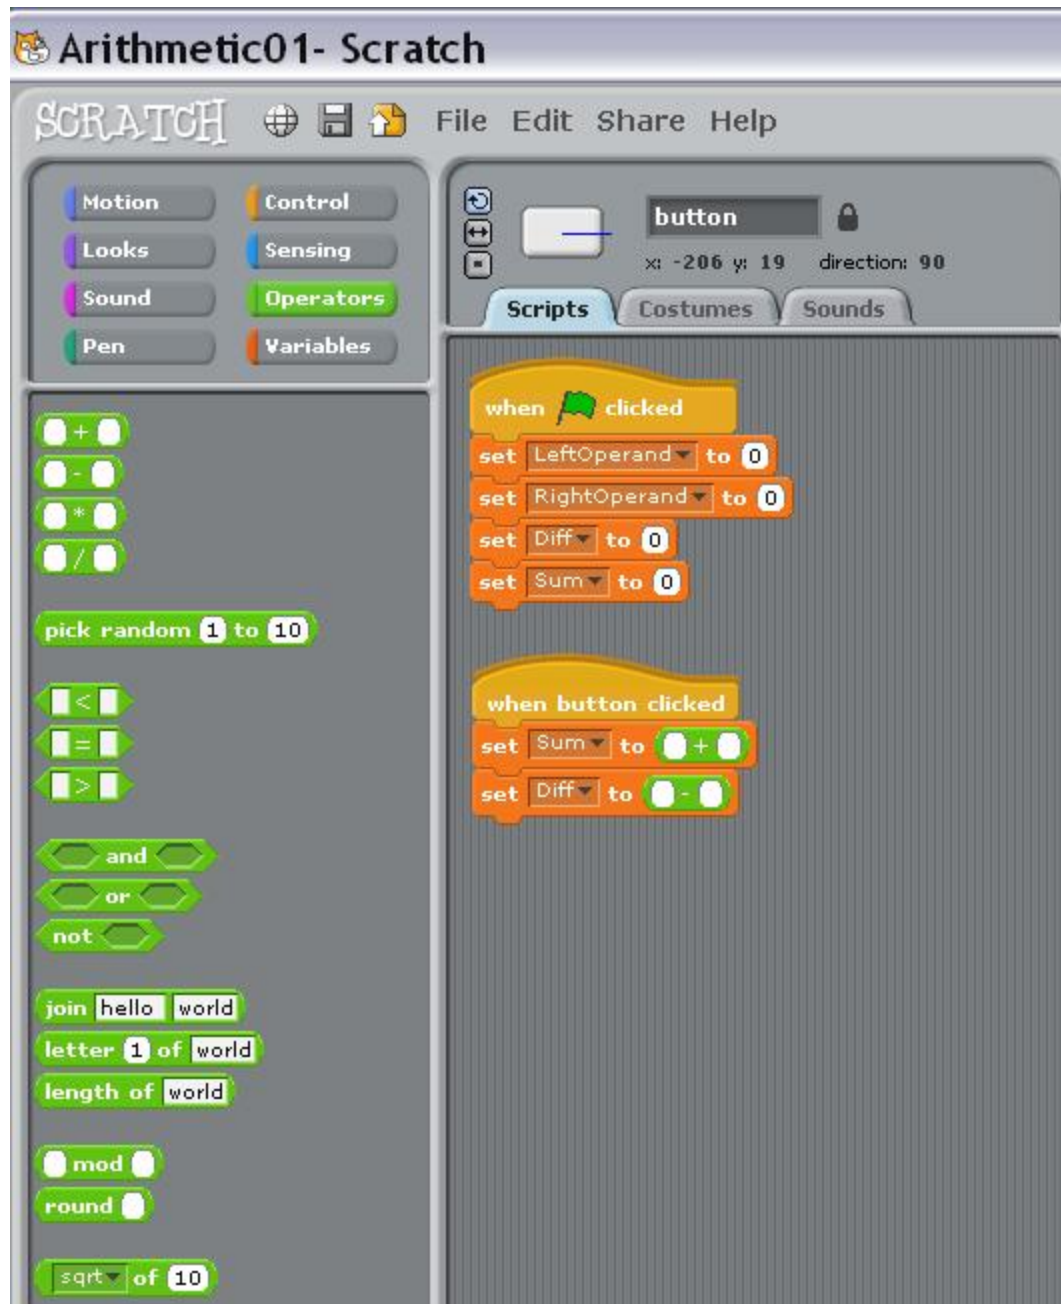 Arithmetic01- Scratch
SCRATCH File Edit Share Help
Motion Control
Looks Sensing
Sound Operators
Pen Variables
button
x: -206 y: 19 direction: 90
Scripts Costumes Sounds
+
-
*
/
pick random 1 to 10
<
=
>
and
or
not
join hello world
letter 1 of world
length of world
mod
round
sqrt of 10
when clicked
set LeftOperand to 0
set RightOperand to 0
set Diff to 0
set Sum to 0
when button clicked
set Sum to +
set Diff to -